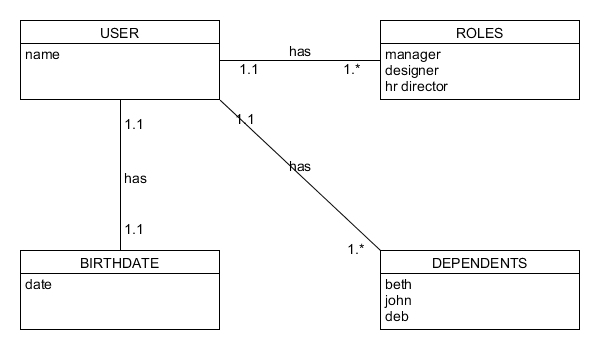 USER
name
has
1.1
1.*
ROLES
manager
designer
hr director
1.1
has
1.1
1.1
has
1.*
BIRTHDATE
date
DEPENDENTS
beth
john
deb